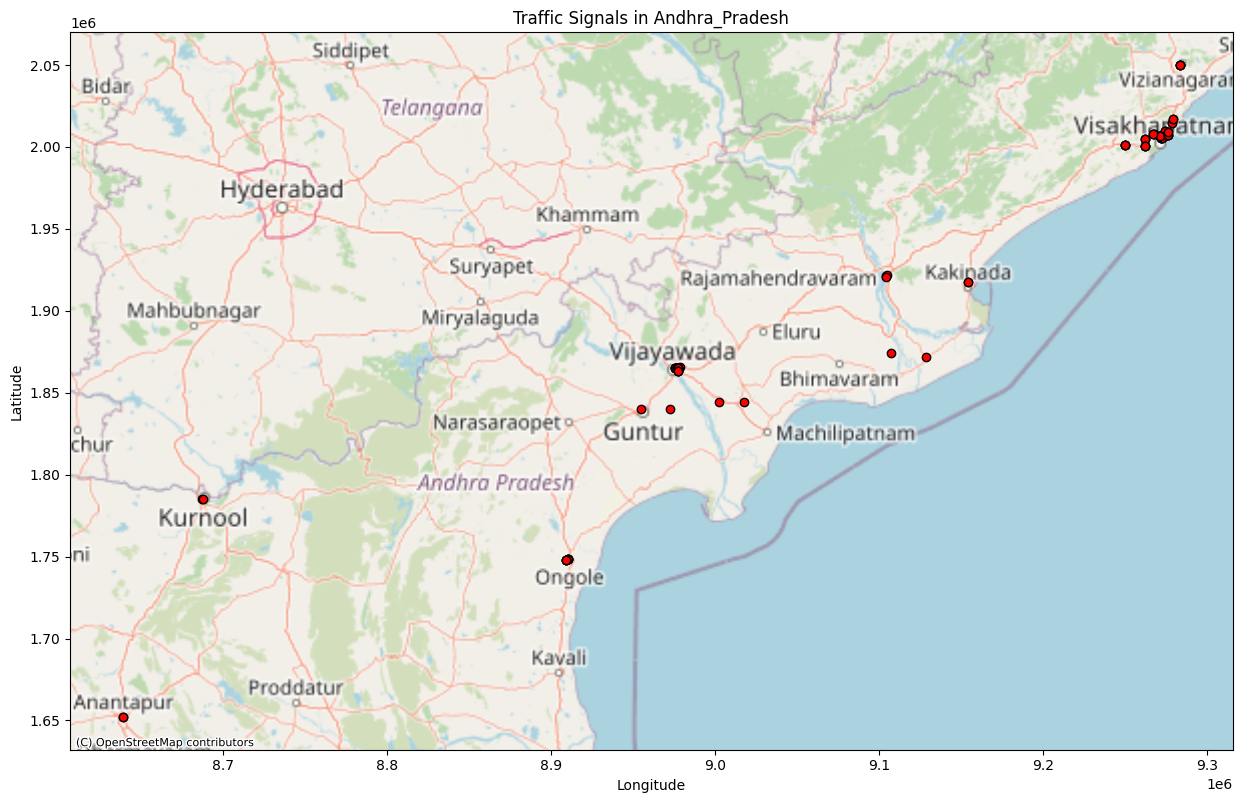 Traffic Signals in Andhra_Pradesh
1e6
Siddipet
Sr
2.05
Bidar
Vizianagaram
Telangana
Visakhapatnam
2.00
Hyderabad
Khammam
1.95
Suryapet
Rajamahendravaram
Kakinada
Mahbubnagar
1.90
Miryalaguda
Eluru
Vijayawada
Bhimavaram
1.85
Narasaraopet
Guntur
Machilipatnam
chur
1.80
Andhra Pradesh
Kurnool
ni
1.75
Ongole
1.70
Kavali
Proddatur
Anantapur
1.65
(C) OpenStreetMap contributors
8.7
8.8
8.9
9.0
9.1
9.2
9.3
Latitude
Longitude
1e6